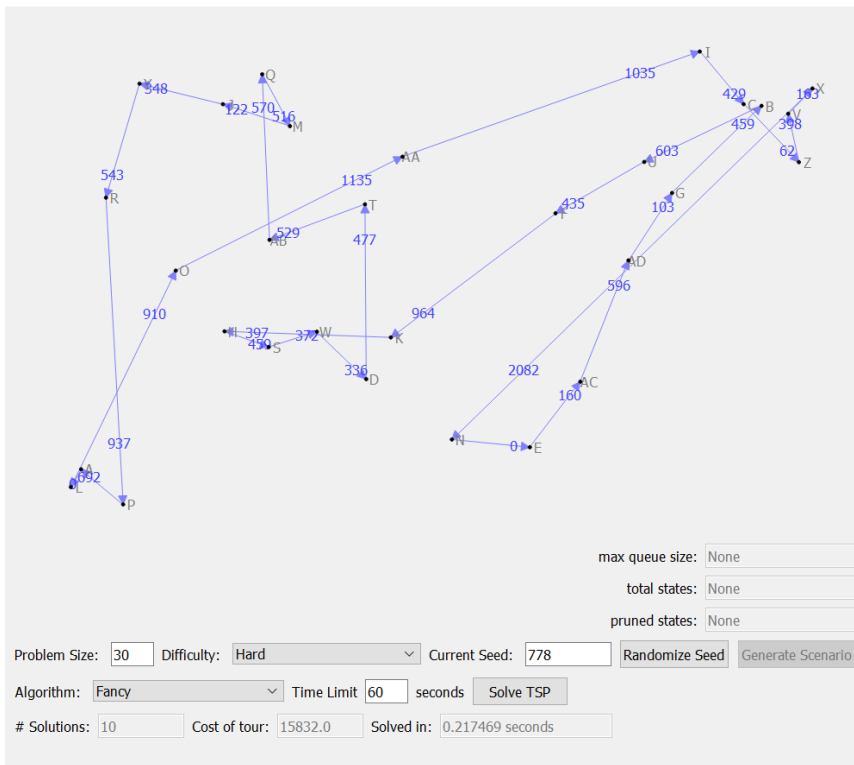 I
Q
1035
X
348
429
C
B
163
X
J
122
570
516
459
V
398
M
603
62
AA
U
Z
543
1135
G
R
T
435
103
529
477
AB
AD
O
596
910
964
397
W
372
K
S
336
2082
D
AC
160
937
N
0
E
A
692
L
P
max queue size: None
total states: None
pruned states: None
Problem Size: 30 Difficulty: Hard Current Seed: 778 Randomize Seed Generate Scenario
Algorithm: Fancy Time Limit 60 seconds Solve TSP
# Solutions: 10 Cost of tour: 15832.0 Solved in: 0.217469 seconds